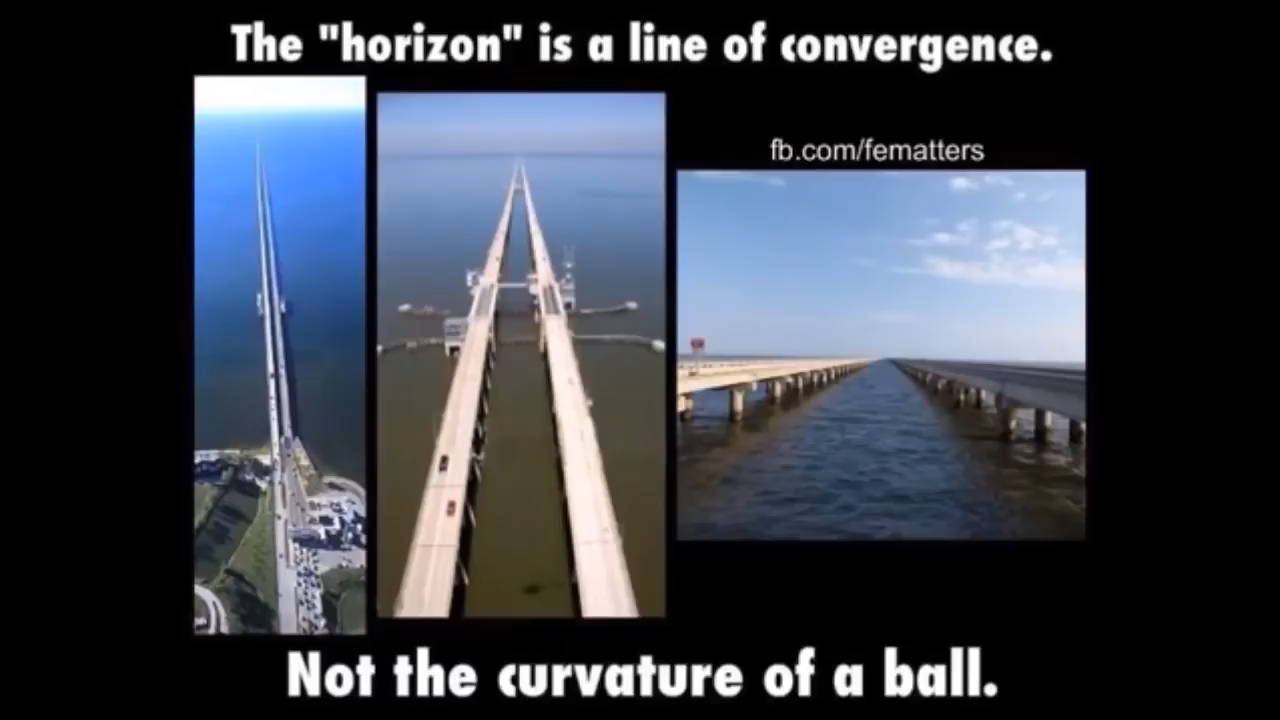 The "horizon" is a line of convergence.
fb.com/fematters
Not the curvature of a ball.